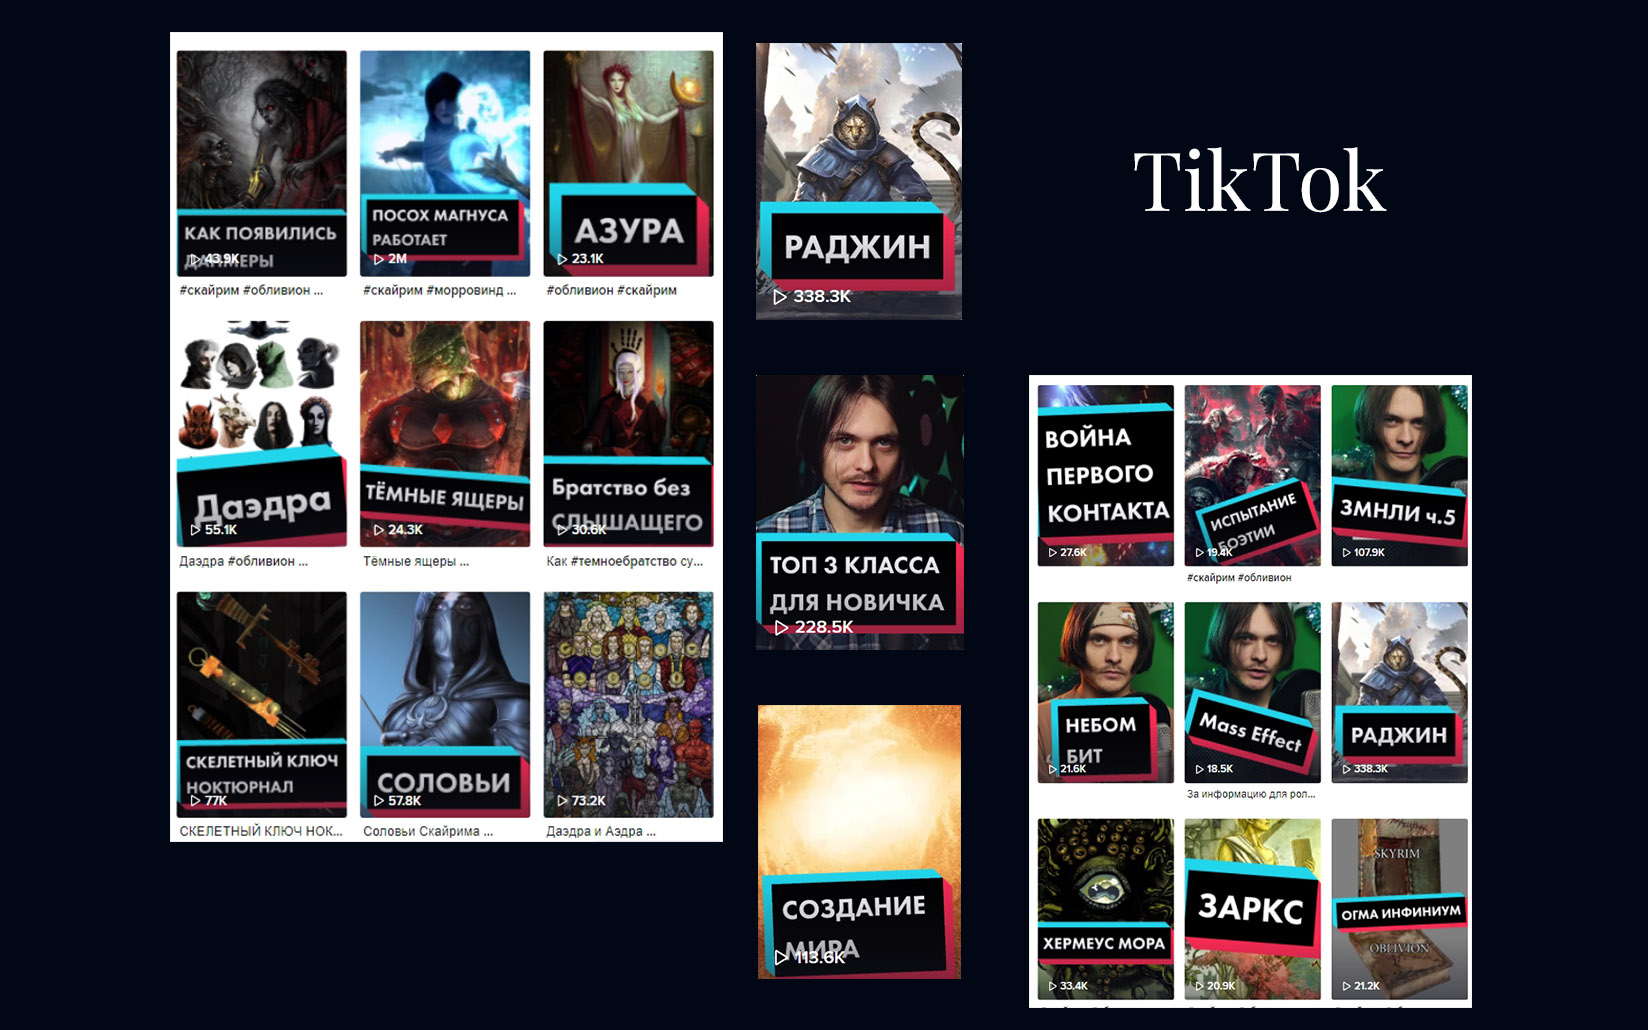 TikTok
КАК ПОЯВИЛИСЬ
ДАНМЕРЫ
43.9K
#скайрим #обливион ...
ПОСОХ МАГНУСА
РАБОТАЕТ
2M
#скайрим #морровинд ...
АЗУРА
23.1K
#обливион #скайрим
Даэдра
55.1K
Даэдра #обливион ...
ТЁМНЫЕ ЯЩЕРЫ
24.3K
Тёмные ящеры ...
Братство без
СЛЫШАЩЕГО
30.6K
Как #темноебратство су...
СКЕЛЕТНЫЙ КЛЮЧ
НОКТЮРНАЛ
77K
СКЕЛЕТНЫЙ КЛЮЧ НОК...
СОЛОВЬИ
57.8K
Соловьи Скайрима ...
73.2K
Даэдра и Аэдра ...
РАДЖИН
338.3K
ТОП 3 КЛАССА
ДЛЯ НОВИЧКА
228.5K
СОЗДАНИЕ
МИРА
113.6K
ВОЙНА
ПЕРВОГО
КОНТАКТА
27.6K
ИСПЫТАНИЕ
БОЭТИИ
19.4K
#скайрим #обливион
ЗМНЛИ ч.5
107.9K
НЕБОМ
БИТ
21.6K
Mass Effect
18.5K
За информацию для рол...
РАДЖИН
338.3K
ХЕРМЕУС МОРА
33.4K
ЗАРКС
20.9K
SKYRIM
ОГМА ИНФИНИУМ
OBLIVION
21.2K